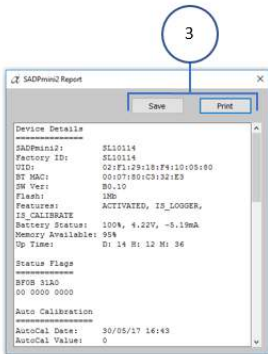 3
SADPmini2 Report
Save Print
Device Details
==============
SADPmini2: SL10114
Factory ID: SL10114
UID: 02:F1:29:18:F4:10:05:80
BT MAC: 00:07:80:C3:32:E3
SW Ver: B0.10
Flash: 1Mb
Features: ACTIVATED, IS_LOGGER,
IS_CALIBRATE
Battery Status: 100%, 4.22V, -5.19mA
Memory Available: 95%
Up Time: D: 14 H: 12 M: 36
Status Flags
============
BF0B 31A0
00 0000 0000
Auto Calibration
================
AutoCal Date: 30/05/17 16:43
AutoCal Value: 0